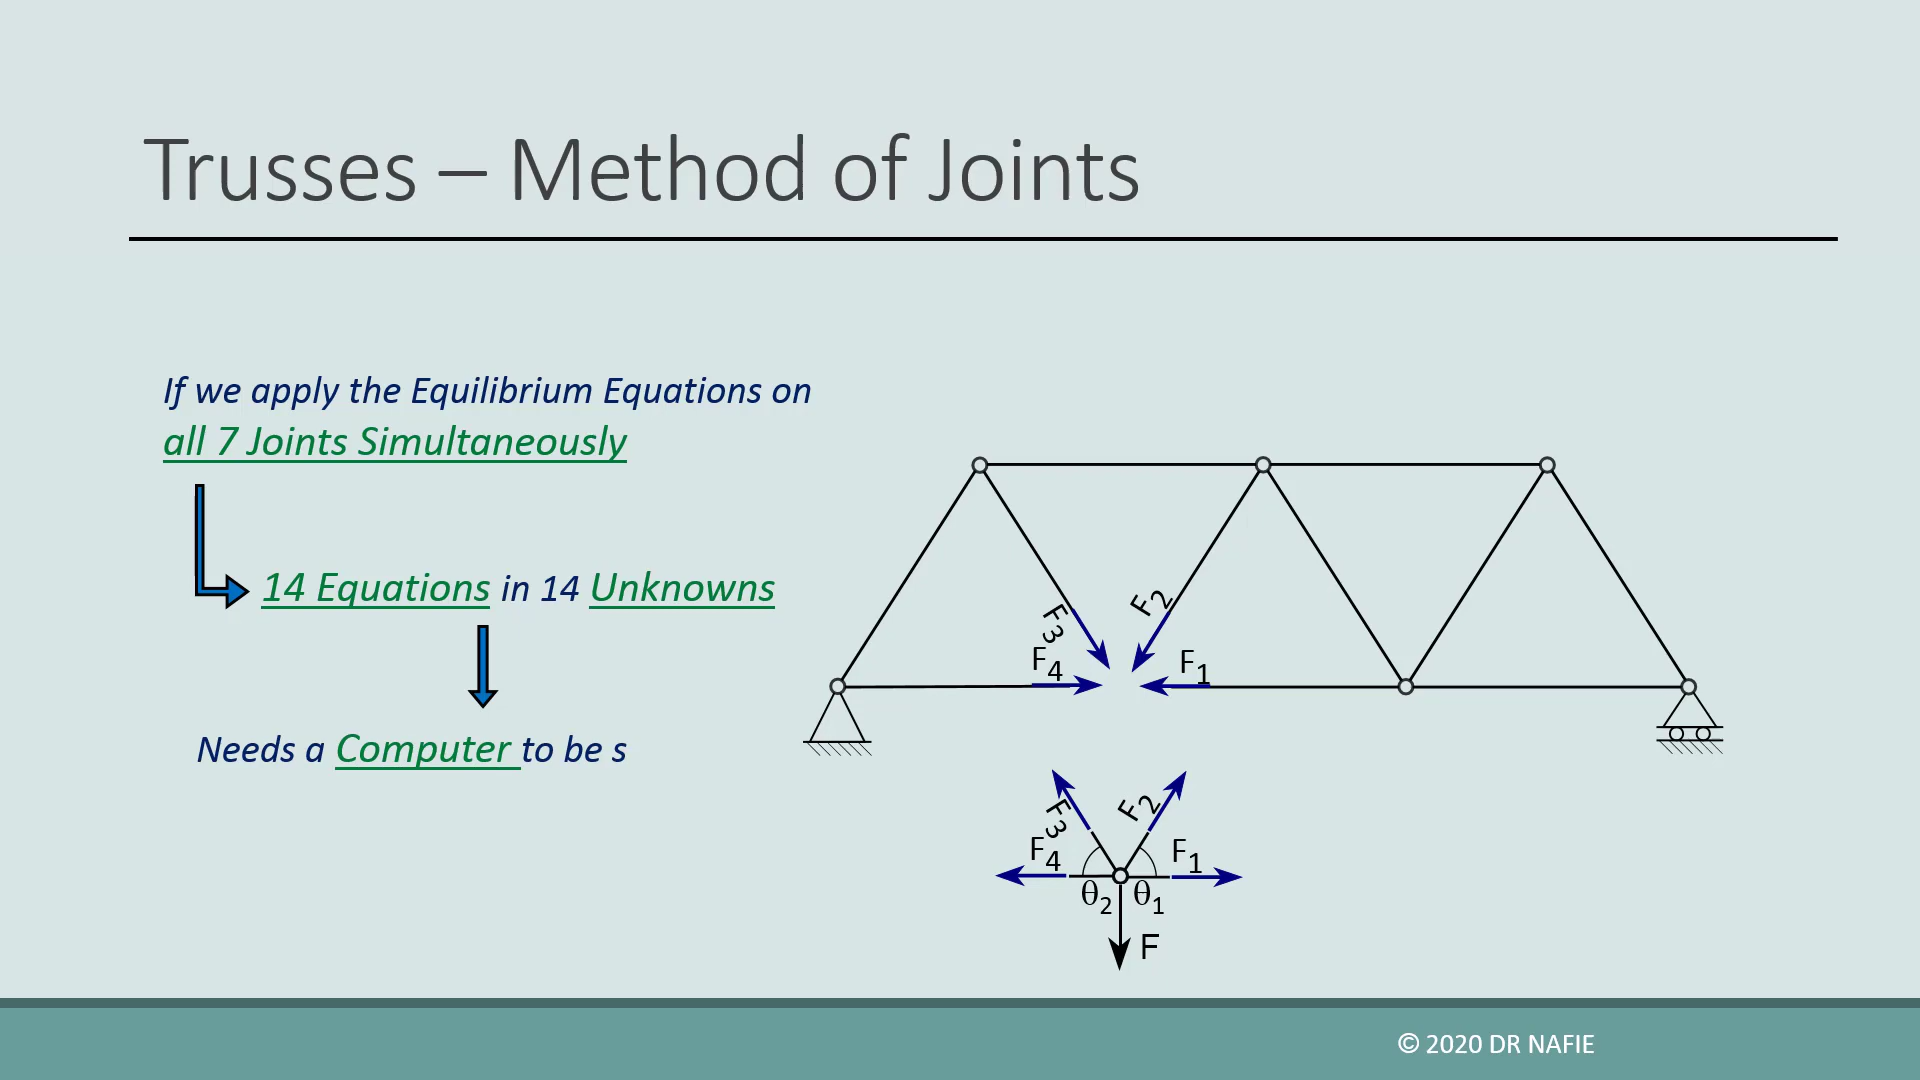 Trusses – Method of Joints
If we apply the Equilibrium Equations on
all 7 Joints Simultaneously
14 Equations in 14 Unknowns
Needs a Computer to be s
F3
F2
F4
F1
F3
F2
F4
F1
θ2
θ1
F
© 2020 DR NAFIE